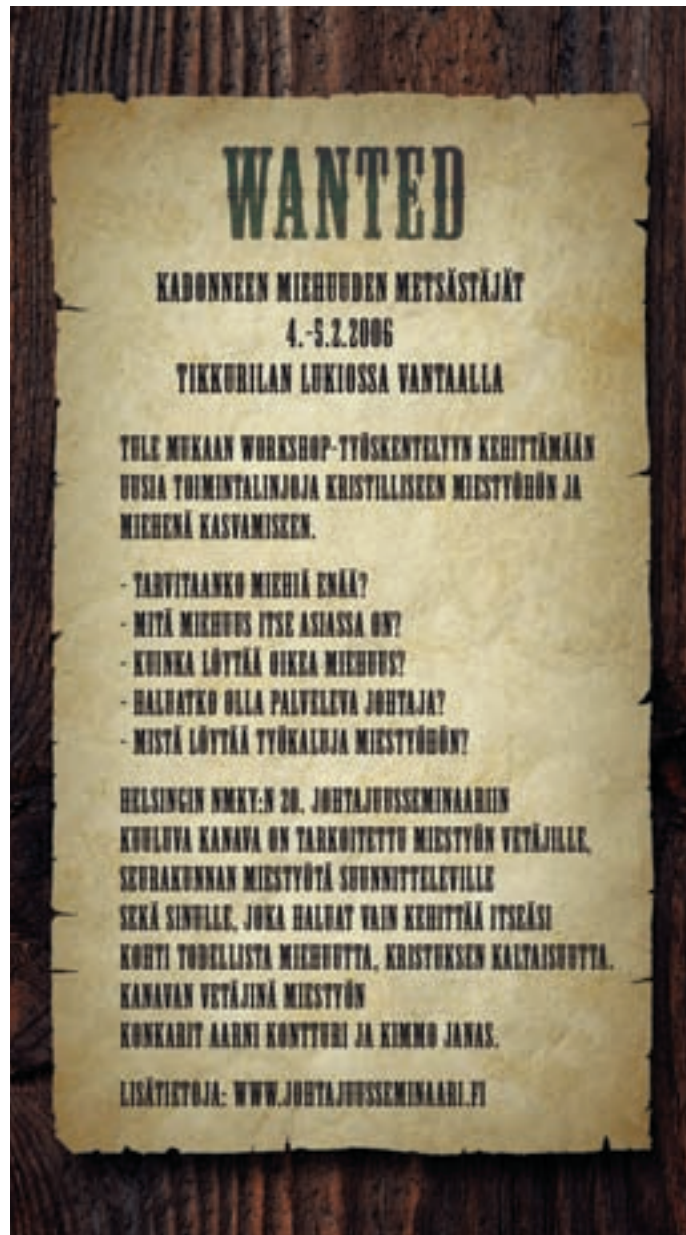 WANTED
KADONNEEN MIEHUUDEN METSÄSTÄJÄT
4.-5.2.2006
TIKKURILAN LUKIOSSA VANTAALLA
TULE MUKAAN WORKSHOP-TYÖSKENTELYYN KEHITTÄMÄÄN
UUSIA TOIMINTALINJOJA KRISTILLISEEN MIESTYÖHÖN JA
MIEHENÄ KASVAMISEEN.
- TARVITAANKO MIEHIÄ ENÄÄ?
- MITÄ MIEHUUS ITSE ASIASSA ON?
- KUINKA LÖYTÄÄ OIKEA MIEHUUS?
- HALUATKO OLLA PALVELEVA JOHTAJA?
- MISTÄ LÖYTÄÄ TYÖKALUJA MIESTYÖHÖN?
HELSINGIN NMKY:N 20. JOHTAJUUSSEMINAARIIN
KUULUVA KANAVA ON TARKOITETTU MIESTYÖN VETÄJILLE,
SEURAKUNNAN MIESTYÖTÄ SUUNNITTELEVILLE
SEKÄ SINULLE, JOKA HALUAT VAIN KEHITTÄÄ ITSEÄSI
KOHTI TODELLISTA MIEHUUTTA, KRISTUKSEN KALTAISUUTTA.
KANAVAN VETÄJINÄ MIESTYÖN
KONKARIT AARNI KONTTURI JA KIMMO JANAS.
LISÄTIETOJA: WWW.JOHTAJUUSSEMINAARI.FI